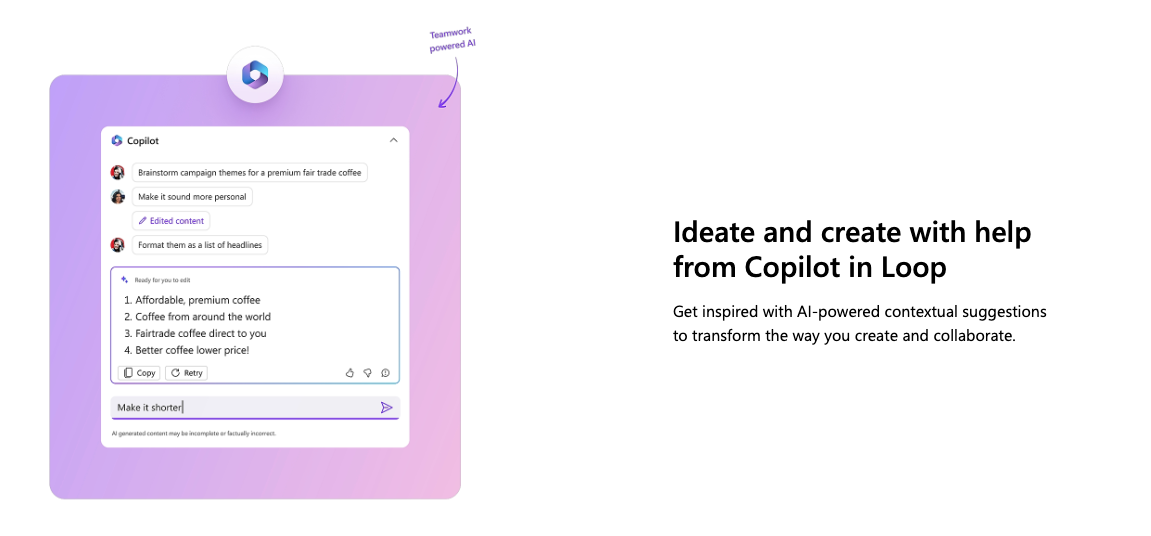 Teamwork
powered AI
Copilot
Brainstorm campaign themes for a premium fair trade coffee
Make it sound more personal
Edited content
Format them as a list of headlines
Ready for you to edit
1. Affordable, premium coffee
2. Coffee from around the world
3. Fairtrade coffee direct to you
4. Better coffee lower price!
Copy Retry
Make it shorter
AI generated content may be incomplete or factually incorrect.
Ideate and create with help
from Copilot in Loop
Get inspired with AI-powered contextual suggestions
to transform the way you create and collaborate.